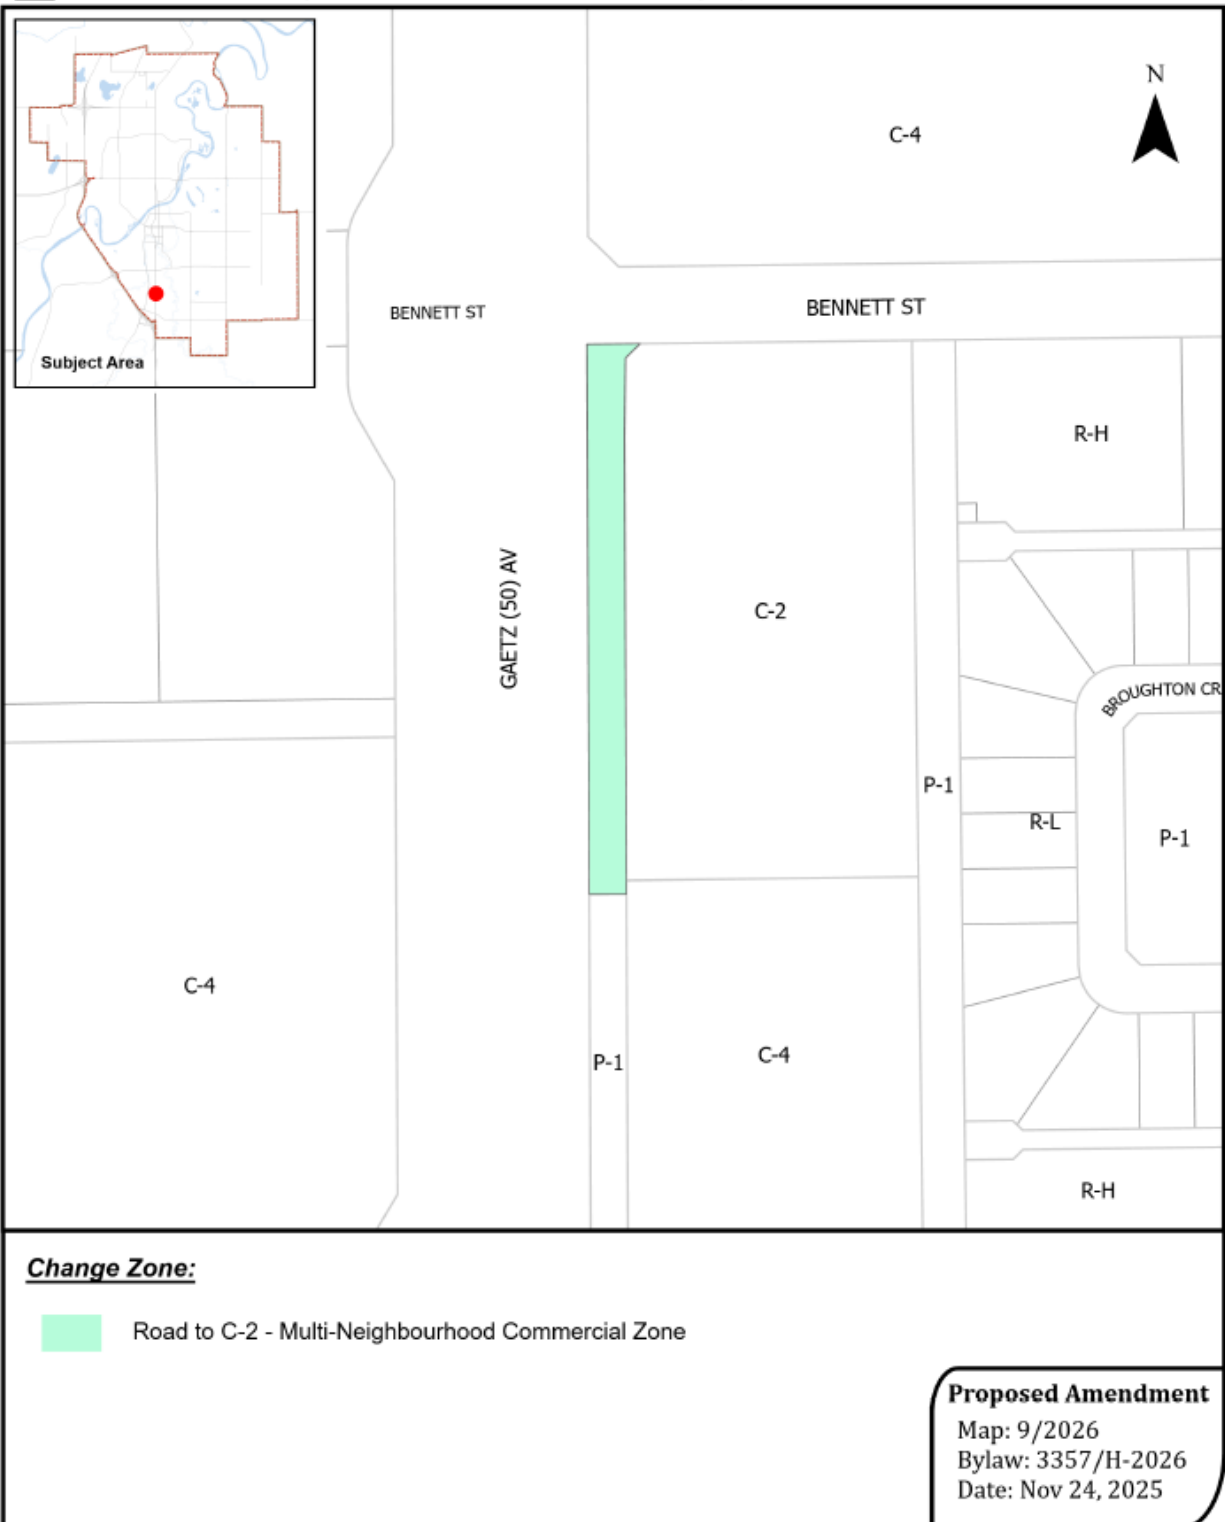 Subject Area
N
C-4
BENNETT ST
BENNETT ST
R-H
GAETZ (50) AV
C-2
BROUGHTON CR
P-1
R-L
P-1
C-4
P-1
C-4
R-H
Change Zone:
Road to C-2 - Multi-Neighbourhood Commercial Zone
Proposed Amendment
Map: 9/2026
Bylaw: 3357/H-2026
Date: Nov 24, 2025